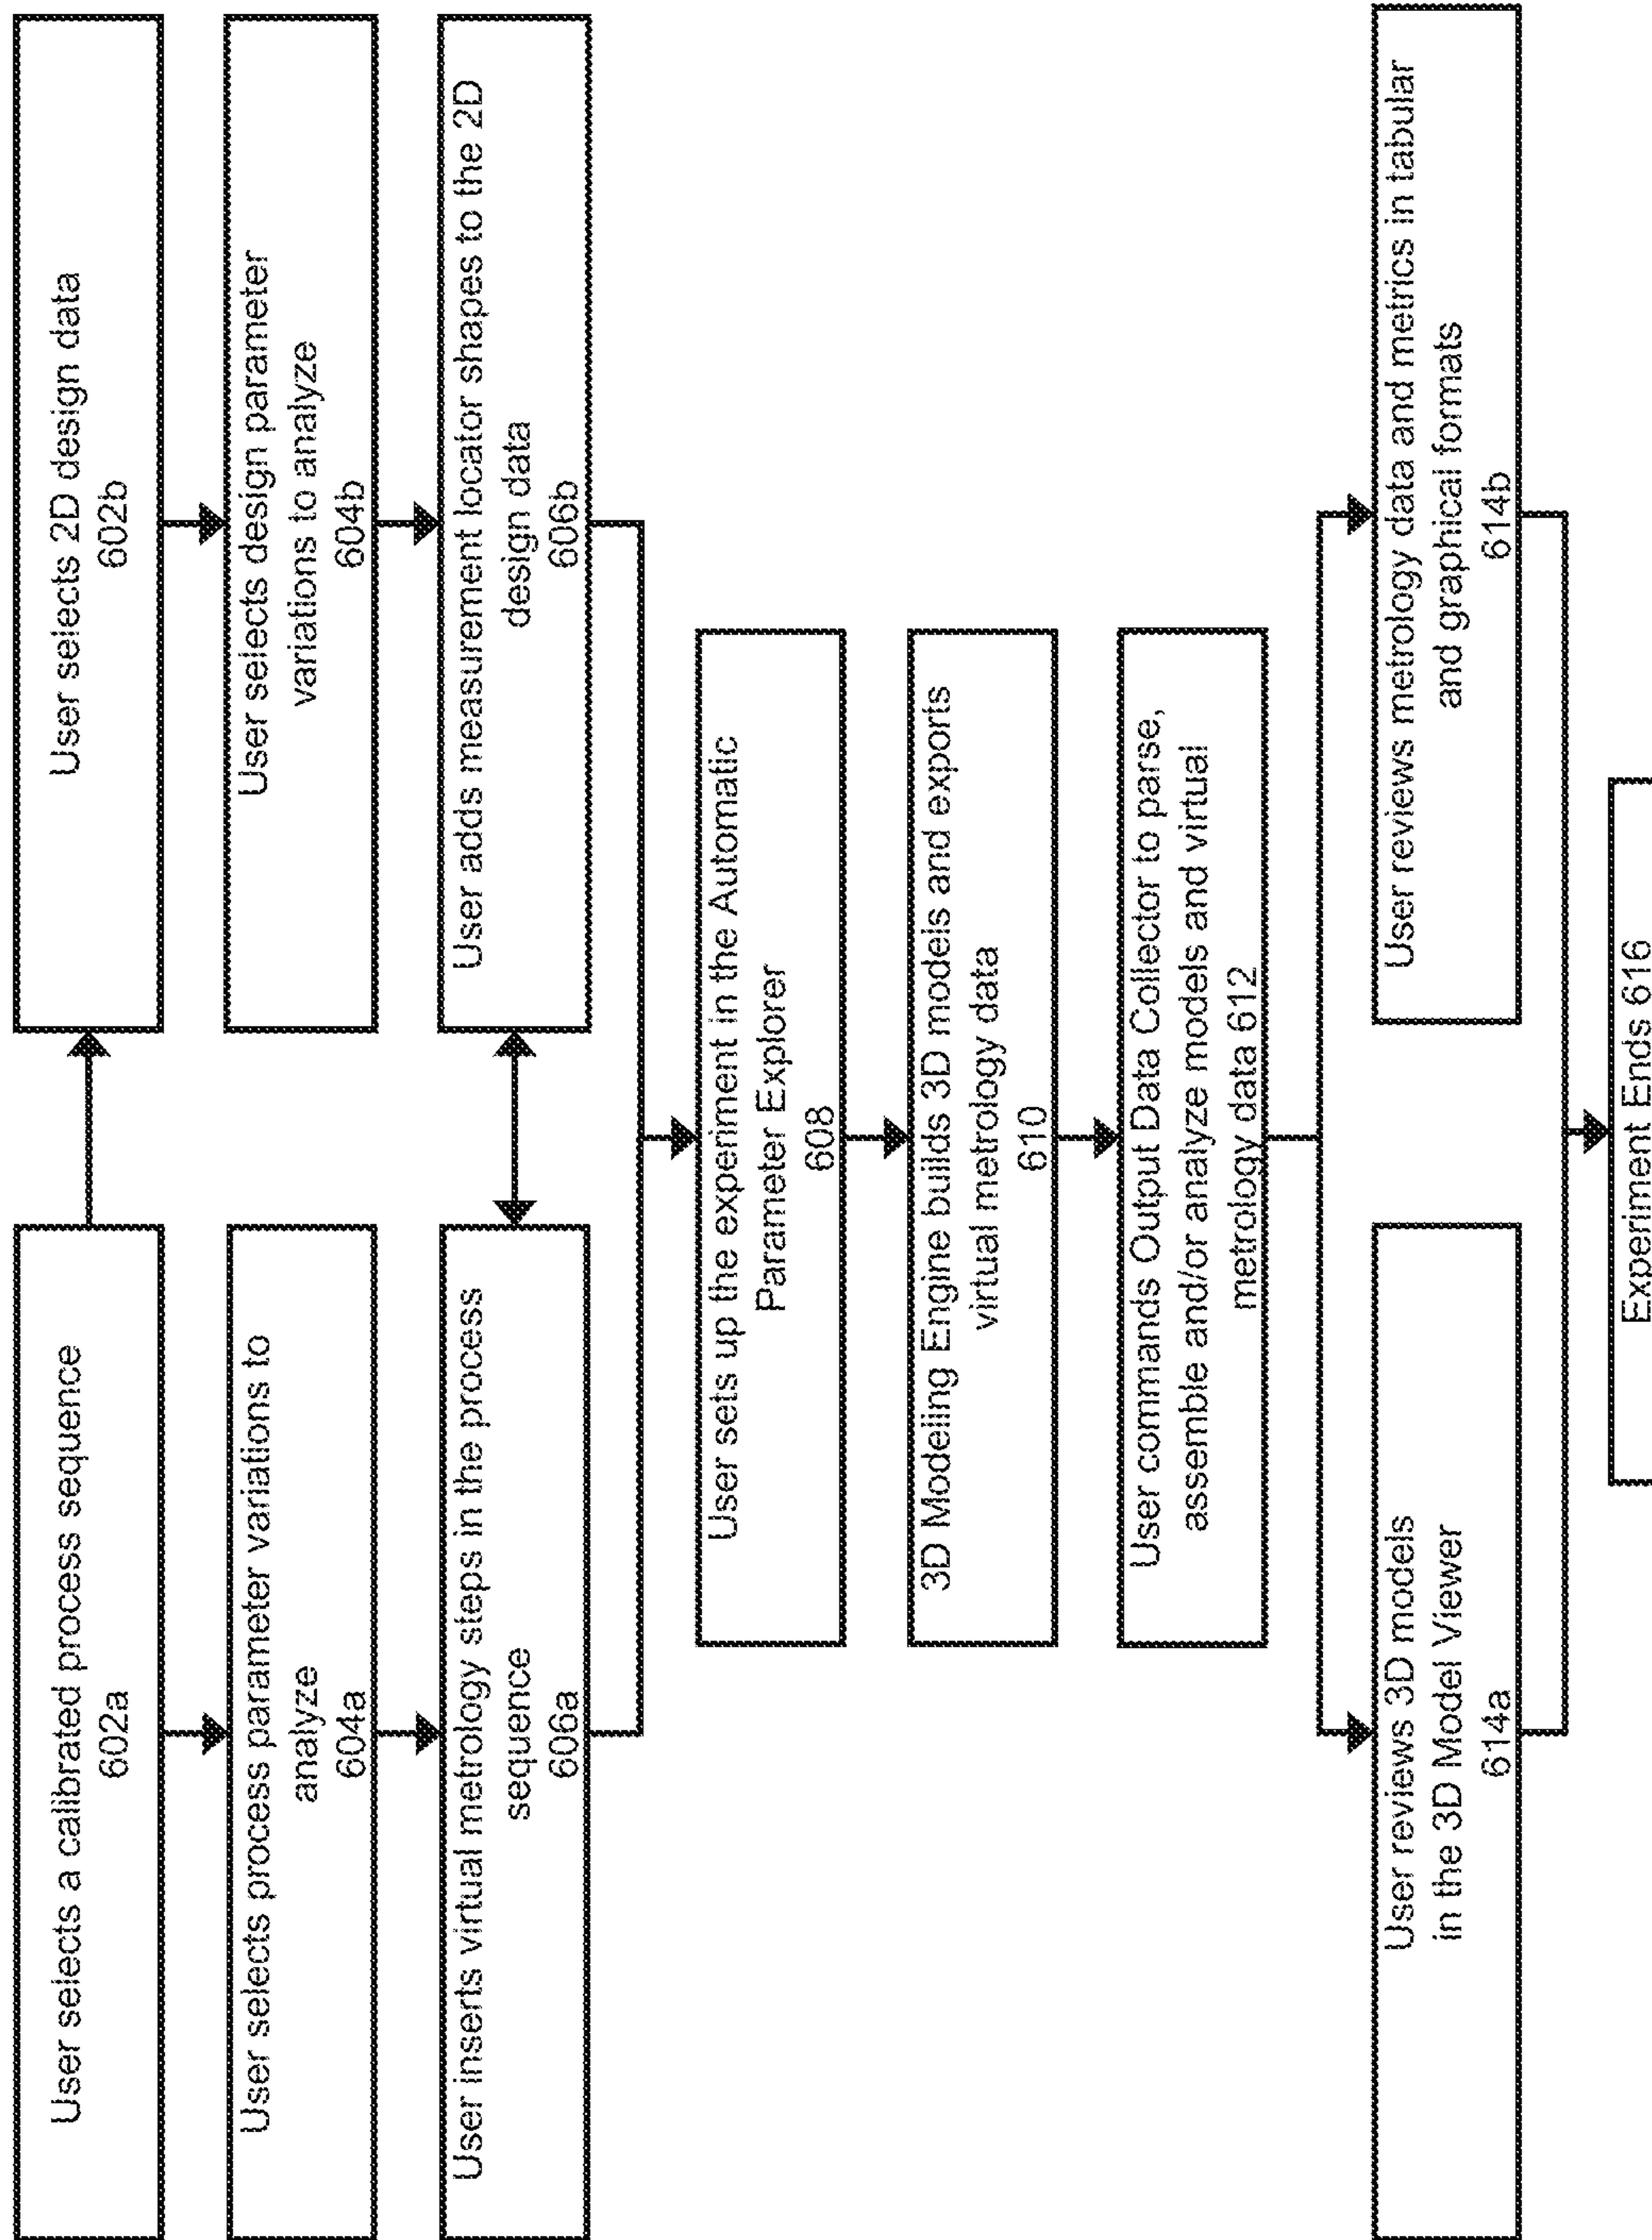 User selects a calibrated process sequence
602a
User selects 2D design data
602b
User selects process parameter variations to
analyze
604a
User selects design parameter
variations to analyze
604b
User inserts virtual metrology steps in the process
sequence
606a
User adds measurement locator shapes to the 2D
design data
606b
User sets up the experiment in the Automatic
Parameter Explorer
608
3D Modeling Engine builds 3D models and exports
virtual metrology data
610
User commands Output Data Collector to parse,
assemble and/or analyze models and virtual
metrology data 612
User reviews 3D models
in the 3D Model Viewer
614a
User reviews metrology data and metrics in tabular
and graphical formats
614b
Experiment Ends 616